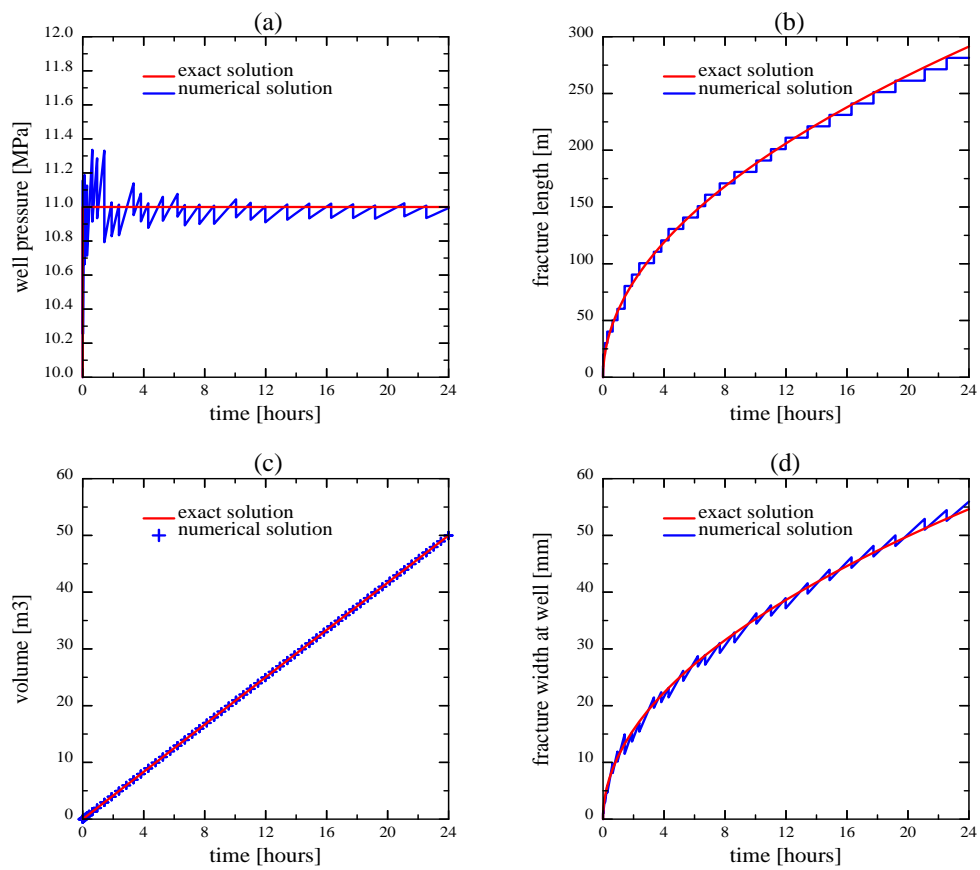 (a)
12.0
11.8
11.6
11.4
11.2
11.0
10.8
10.6
10.4
10.2
10.0
well pressure [MPa]
exact solution
numerical solution
0 4 8 12 16 20 24
time [hours]
(b)
300
250
200
150
100
50
0
fracture length [m]
exact solution
numerical solution
0 4 8 12 16 20 24
time [hours]
(c)
60
50
40
30
20
10
0
volume [m3]
exact solution
numerical solution
0 4 8 12 16 20 24
time [hours]
(d)
60
50
40
30
20
10
0
fracture width at well [mm]
exact solution
numerical solution
0 4 8 12 16 20 24
time [hours]